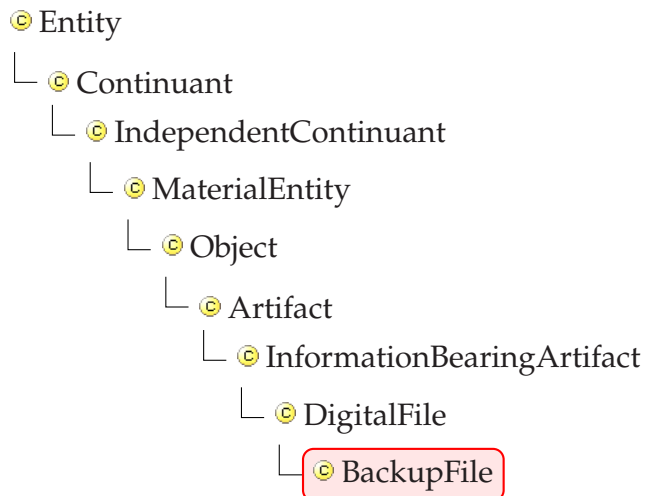 Entity
Continuant
IndependentContinuant
MaterialEntity
Object
Artifact
InformationBearingArtifact
DigitalFile
BackupFile